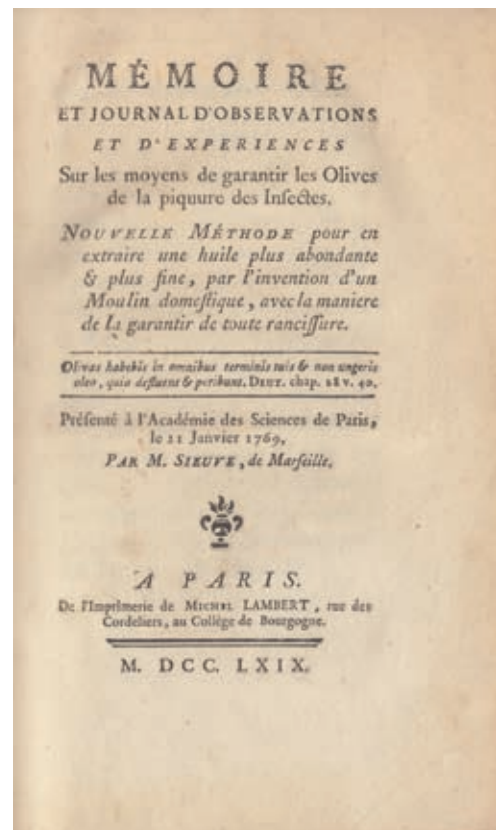 MÉMOIRE
ET JOURNAL D'OBSERVATIONS
ET D'EXPERIENCES
Sur les moyens de garantir les Olives
de la piquure des Insectes.
NOUVELLE MÉTHODE pour en
extraire une huile plus abondante
& plus fine, par l'invention d'un
Moulin domestique, avec la maniere
de la garantir de toute rancissure.
Olivas habebis in omnibus terminis tuis & non ungeris
oleo, quia defluent & peribunt. DEUT. chap. 28 v. 40.
Présenté à l'Académie des Sciences de Paris,
le 21 Janvier 1769,
PAR M. SIEUVE, de Marseille.
A PARIS.
De l'Imprimerie de MICHEL LAMBERT, rue des
Cordeliers, au Collége de Bourgogne.
M. DCC. LXIX.